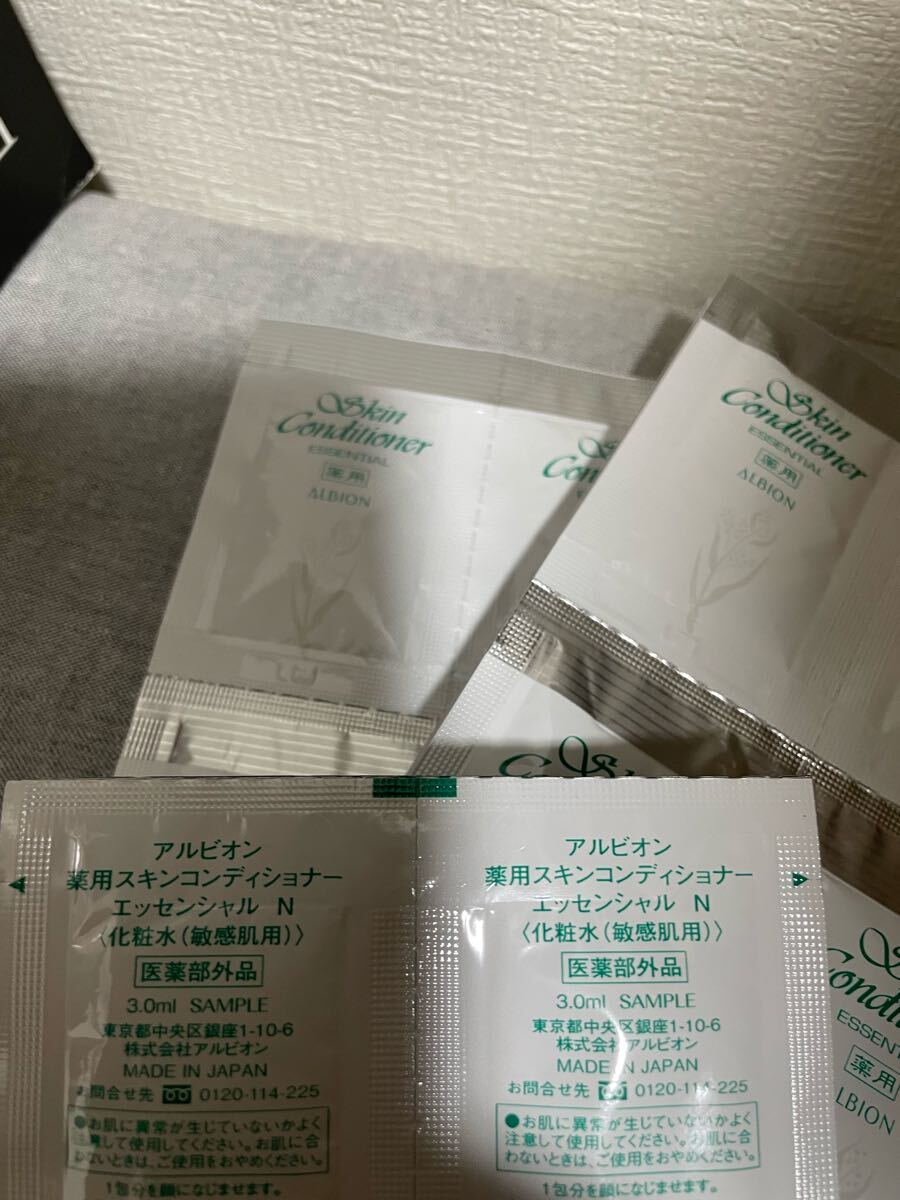 Skin
Conditioner
ESSENTIAL
薬用
ALBION
Skin
Conditioner
ESSENTIAL
薬用
ALBION
アルビオン
薬用スキンコンディショナー
エッセンシャル N
〈化粧水(敏感肌用)〉
医薬部外品
3.0ml SAMPLE
東京都中央区銀座1-10-6
株式会社アルビオン
MADE IN JAPAN
お問合せ先 0120-114-225
●お肌に異常が生じていないかよく
注意して使用してください。お肌に合
わないときは、ご使用をおやめください。
1包分を顔になじませます。
アルビオン
薬用スキンコンディショナー
エッセンシャル N
〈化粧水(敏感肌用)〉
医薬部外品
3.0ml SAMPLE
東京都中央区銀座1-10-6
株式会社アルビオン
MADE IN JAPAN
お問合せ先 0120-114-225
●お肌に異常が生じていないかよく
注意して使用してください。お肌に合
わないときは、ご使用をおやめください。
1包分を顔になじませます。
薬用
LBION